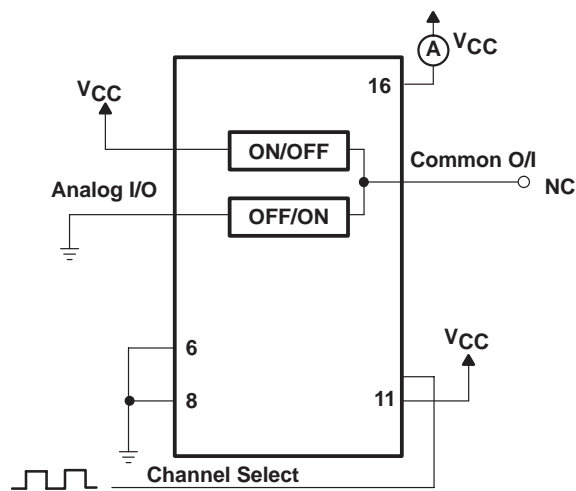 A VCC
16
VCC
ON/OFF
Common O/I
Analog I/O
NC
OFF/ON
6
VCC
8
11
Channel Select